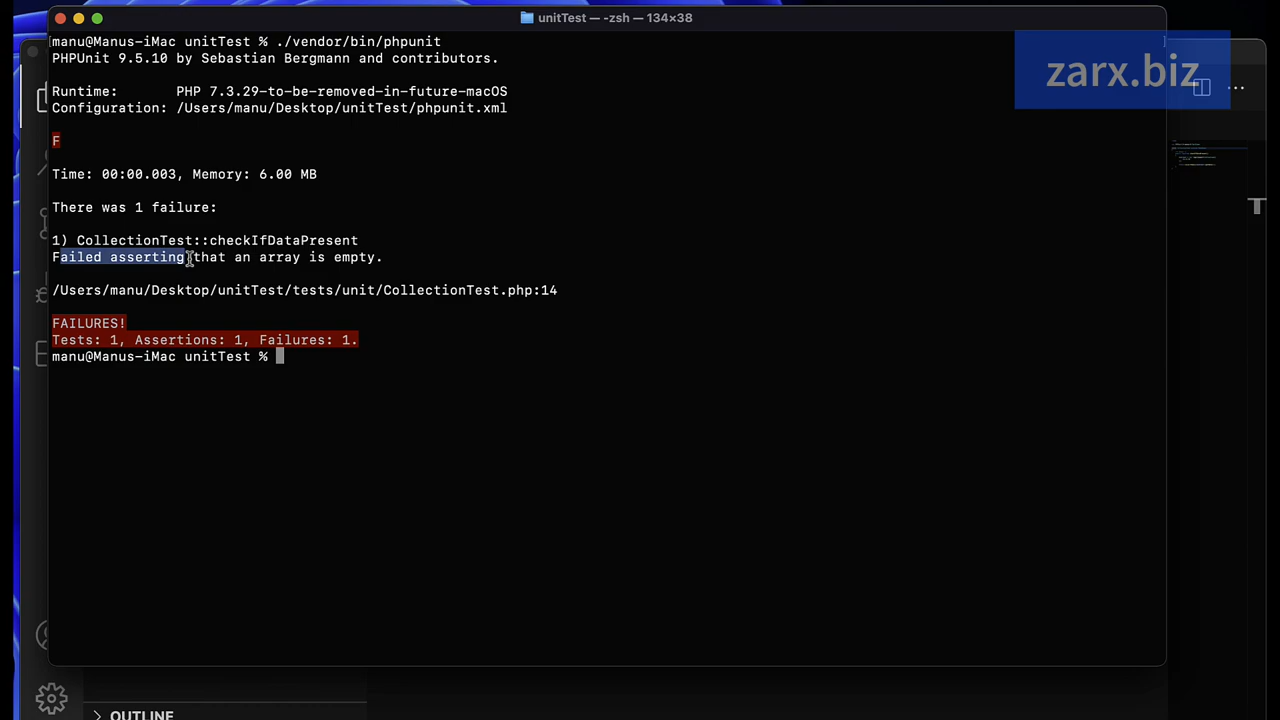 unitTest — -zsh — 134×38
zarx.biz
manu@Manus-iMac unitTest % ./vendor/bin/phpunit
PHPUnit 9.5.10 by Sebastian Bergmann and contributors.
Runtime:       PHP 7.3.29-to-be-removed-in-future-macOS
Configuration: /Users/manu/Desktop/unitTest/phpunit.xml
F
Time: 00:00.003, Memory: 6.00 MB
There was 1 failure:
1) CollectionTest::checkIfDataPresent
Failed asserting that an array is empty.
/Users/manu/Desktop/unitTest/tests/unit/CollectionTest.php:14
FAILURES!
Tests: 1, Assertions: 1, Failures: 1.
manu@Manus-iMac unitTest %
OUTLINE